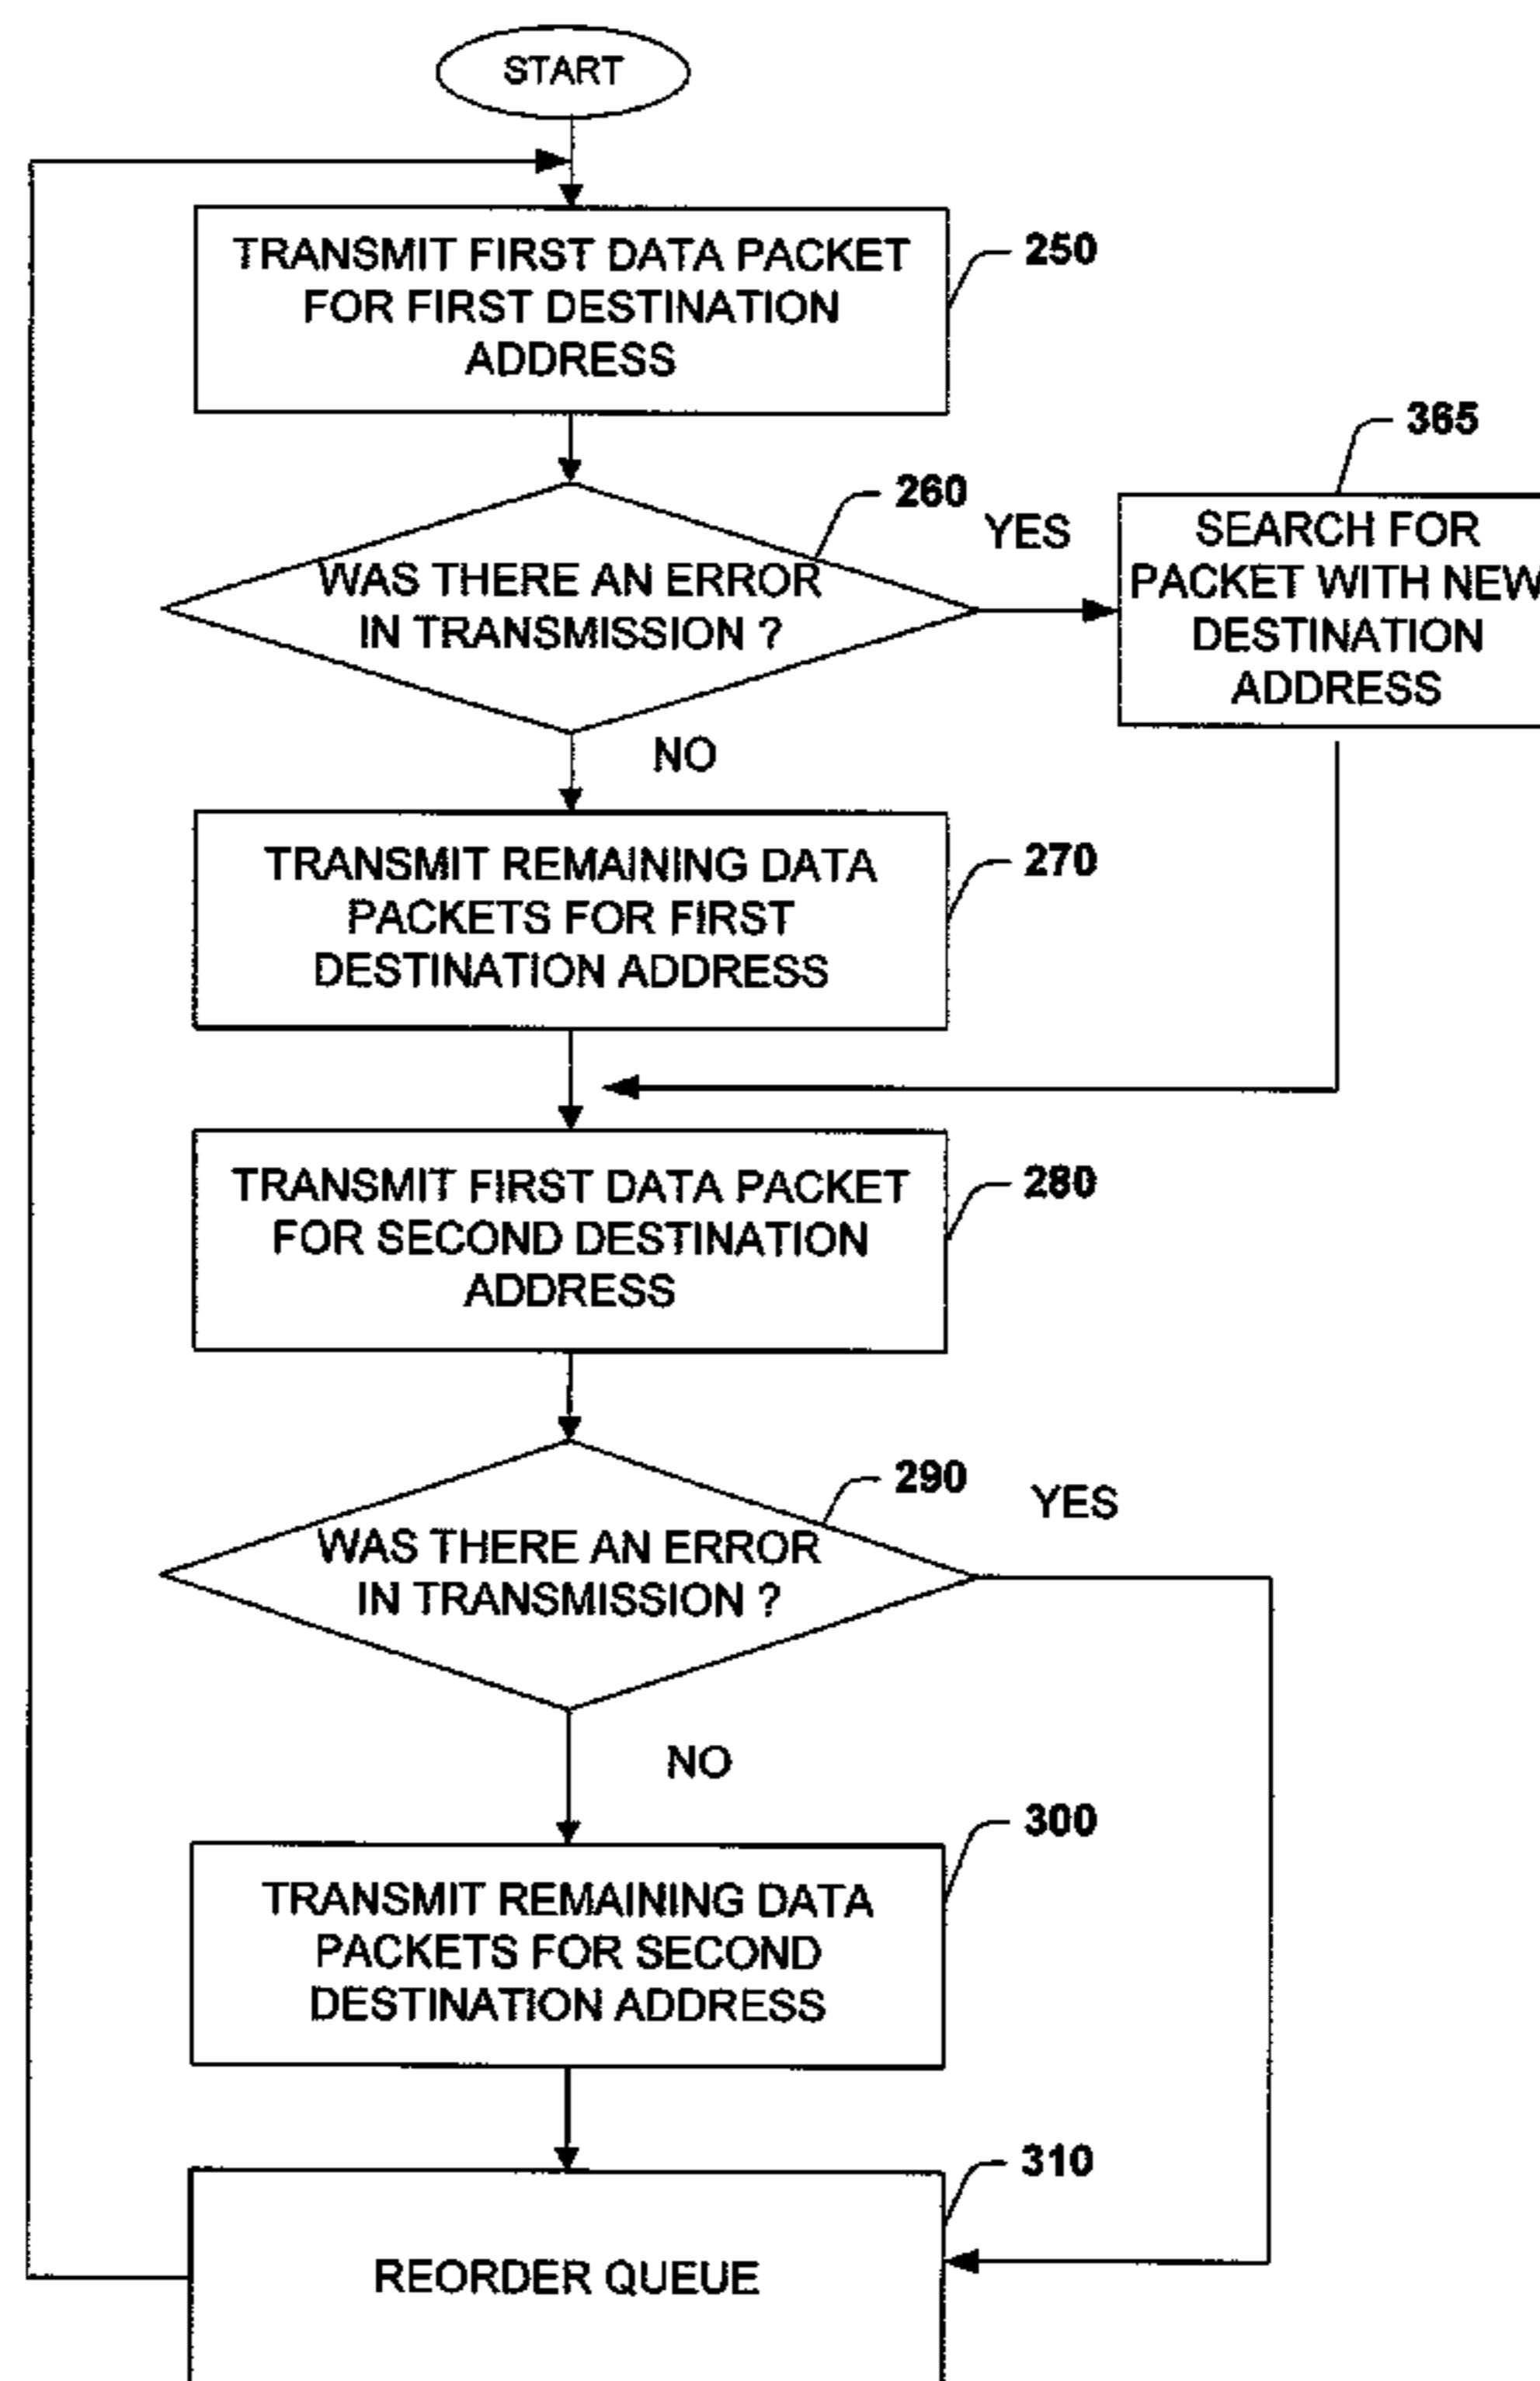 START
TRANSMIT FIRST DATA PACKET
FOR FIRST DESTINATION
ADDRESS
250
365
260
YES
SEARCH FOR
PACKET WITH NEW
DESTINATION
ADDRESS
WAS THERE AN ERROR
IN TRANSMISSION ?
NO
TRANSMIT REMAINING DATA
PACKETS FOR FIRST
DESTINATION ADDRESS
270
TRANSMIT FIRST DATA PACKET
FOR SECOND DESTINATION
ADDRESS
280
290
YES
WAS THERE AN ERROR
IN TRANSMISSION ?
NO
300
TRANSMIT REMAINING DATA
PACKETS FOR SECOND
DESTINATION ADDRESS
310
REORDER QUEUE